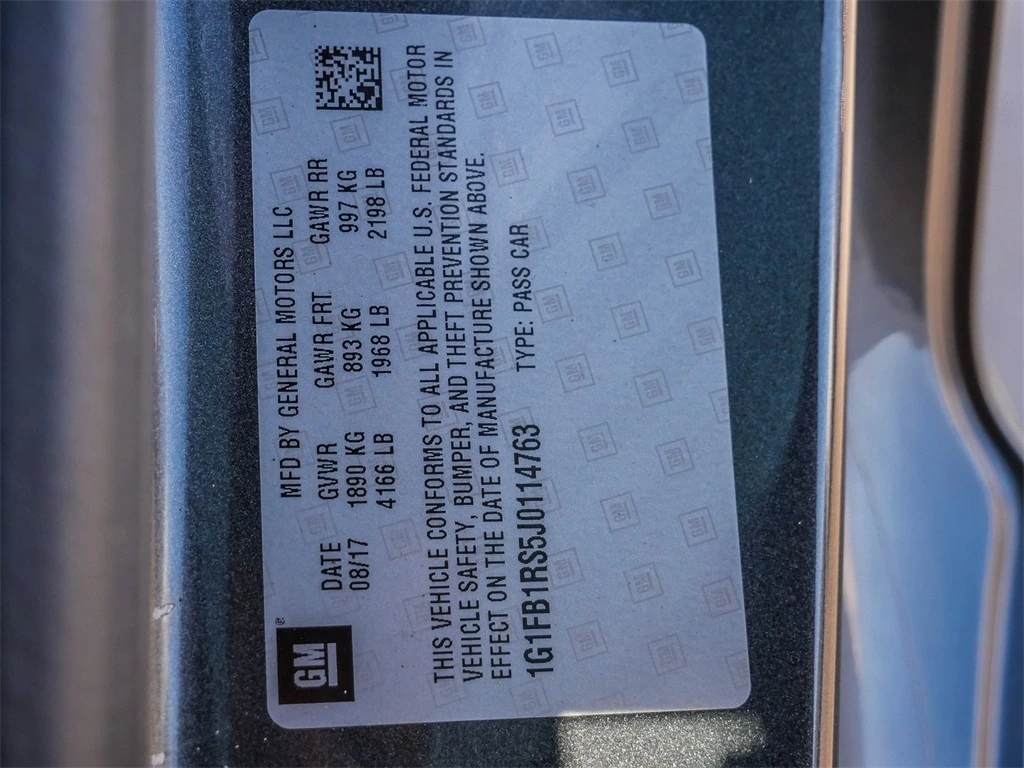 GM®
MFD BY GENERAL MOTORS LLC
DATE GVWR GAWR FRT GAWR RR
08/17 1890 KG 893 KG 997 KG
4166 LB 1968 LB 2198 LB
THIS VEHICLE CONFORMS TO ALL APPLICABLE U.S. FEDERAL MOTOR
VEHICLE SAFETY, BUMPER, AND THEFT PREVENTION STANDARDS IN
EFFECT ON THE DATE OF MANUFACTURE SHOWN ABOVE.
1G1FB1RS5J0114763 TYPE: PASS CAR